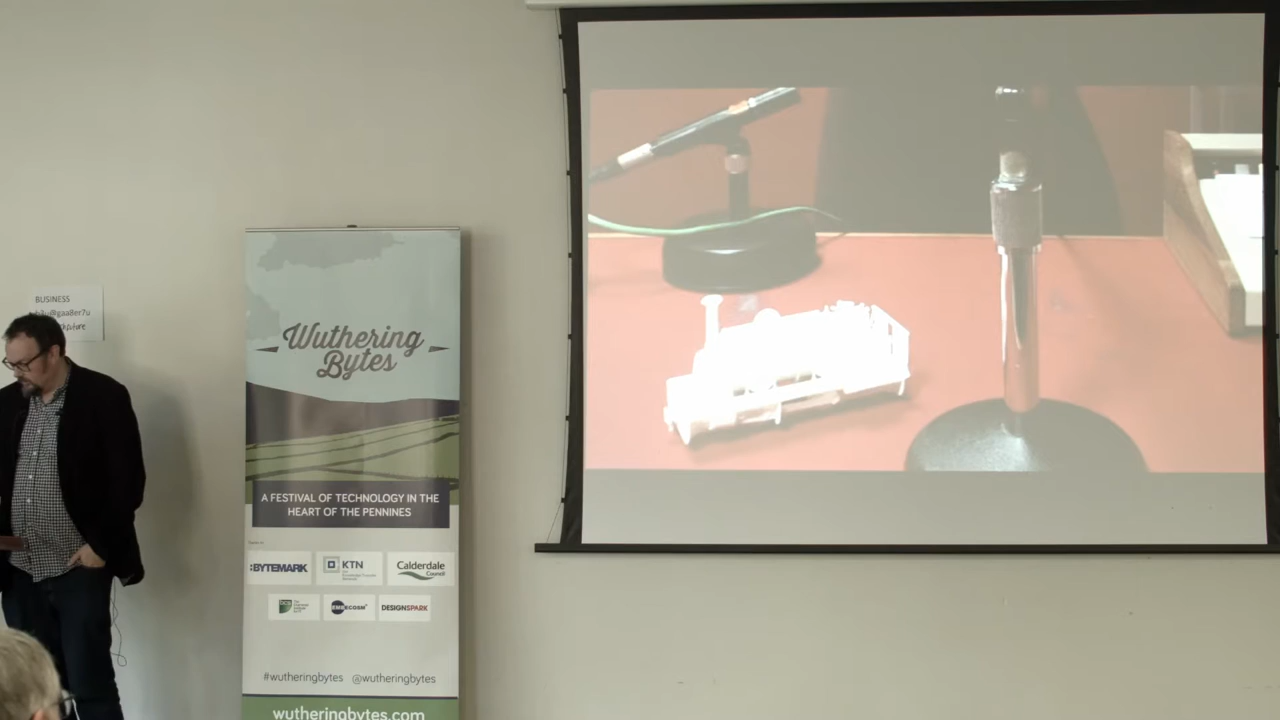 BUSINESS
Wuthering
Bytes
A FESTIVAL OF TECHNOLOGY IN THE
HEART OF THE PENNINES
:BYTEMARK
KTN
Calderdale
Council
EMBECOSM
DESIGNSPARK
#wutheringbytes @wutheringbytes
wutheringbytes.com